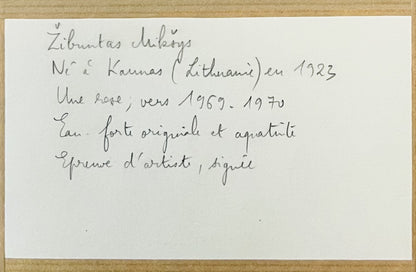 Žibuntas Mikšys
Né à Kaunas (Lithuanie) en 1923
Une rose, vers 1969-1970
Eau-forte originale et aquatinte
Epreuve d'artiste, signée